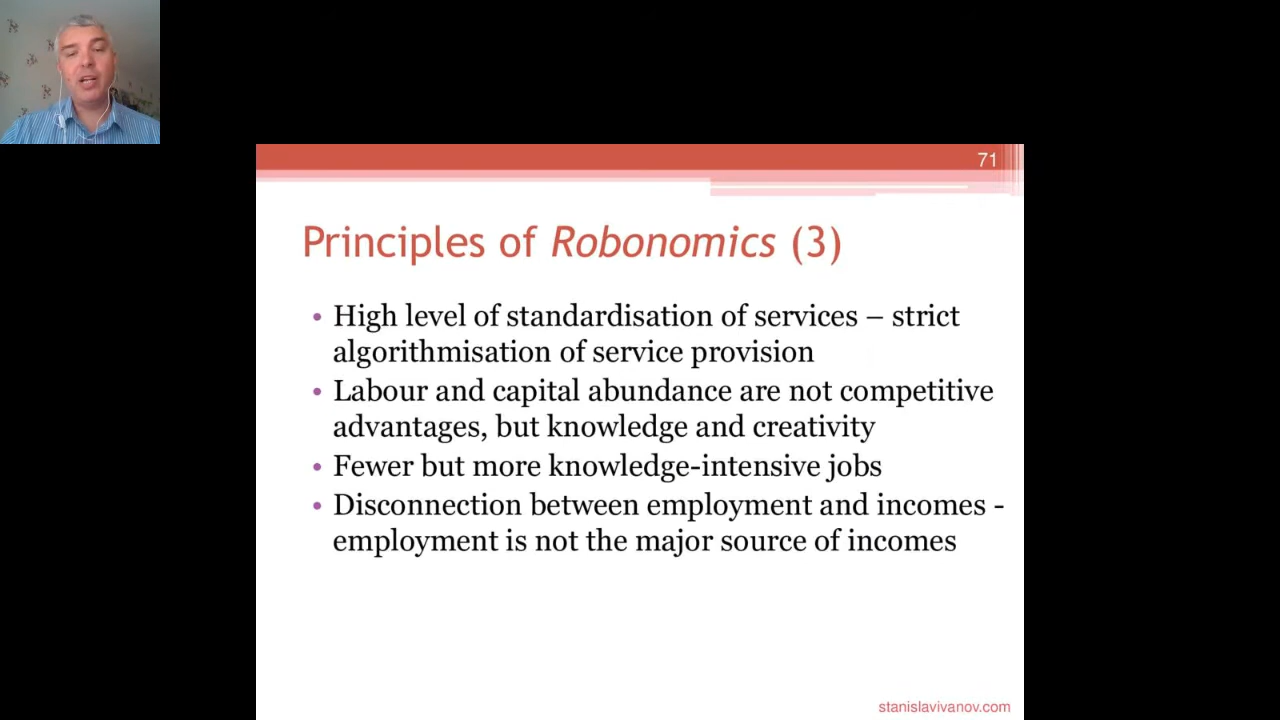 71
Principles of Robonomics (3)
• High level of standardisation of services – strict
algorithmisation of service provision
• Labour and capital abundance are not competitive
advantages, but knowledge and creativity
• Fewer but more knowledge-intensive jobs
• Disconnection between employment and incomes -
employment is not the major source of incomes
stanislavivanov.com